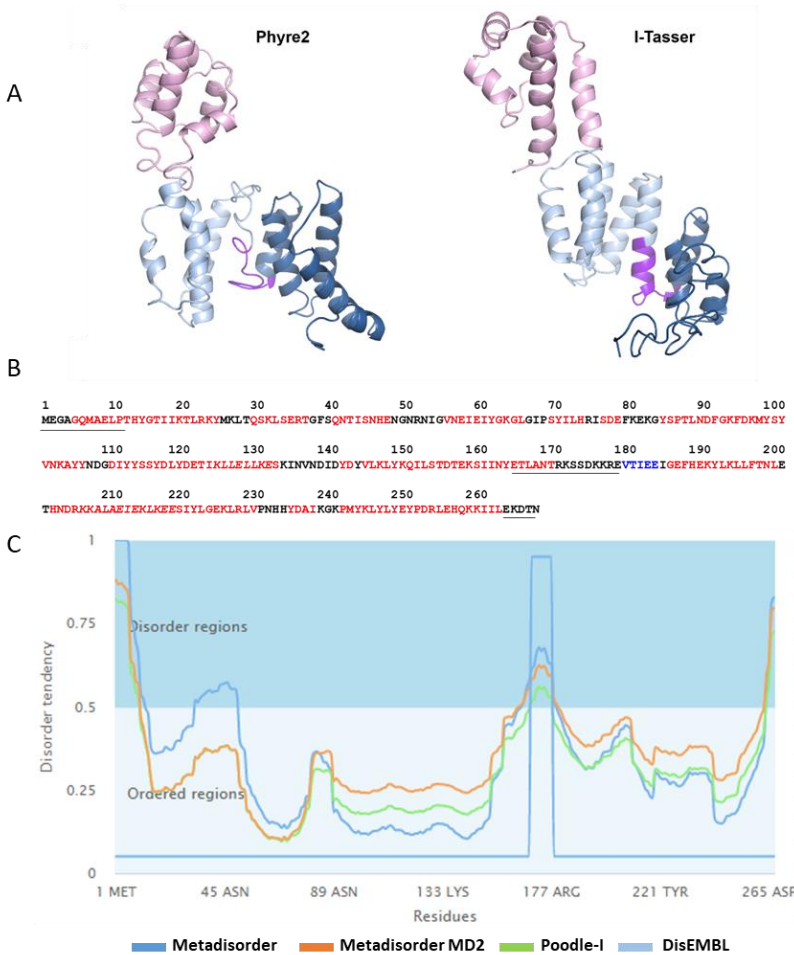 Phyre2
I-Tasser
A
B
1 10 20 30 40 50 60 70 80 90 100
MEGAGQMAELPTHYGTIIKTLRKYMKLTQSKLSERTGFSQNTISNHENGNRNIGVNEIEIYGKGLGIPSYILHRISDEFKEKGYSPTLNDFGKFDKMYSY
110 120 130 140 150 160 170 180 190 200
VNKAYYNDGDIYYSSYDLYDETIKLLELLKESKINVNDIDYDYVLKLYKQILSTDTEKSIINYETLANTRKSSDKKREVTIEEIGEFHEKYLKLLFTNLE
210 220 230 240 250 260
THNDRKKALAEIEKLKEESIYLGEKLRLVPNHHYDAIKGKPMYKLYLYEYPDRLEHQKKIILEKDTN
C
1
Disorder regions
0.75
0.5
0.25
Ordered regions
0
Disorder tendency
1 MET 45 ASN 89 ASN 133 LYS 177 ARG 221 TYR 265 ASP
Residues
Metadisorder Metadisorder MD2 Poodle-I DisEMBL